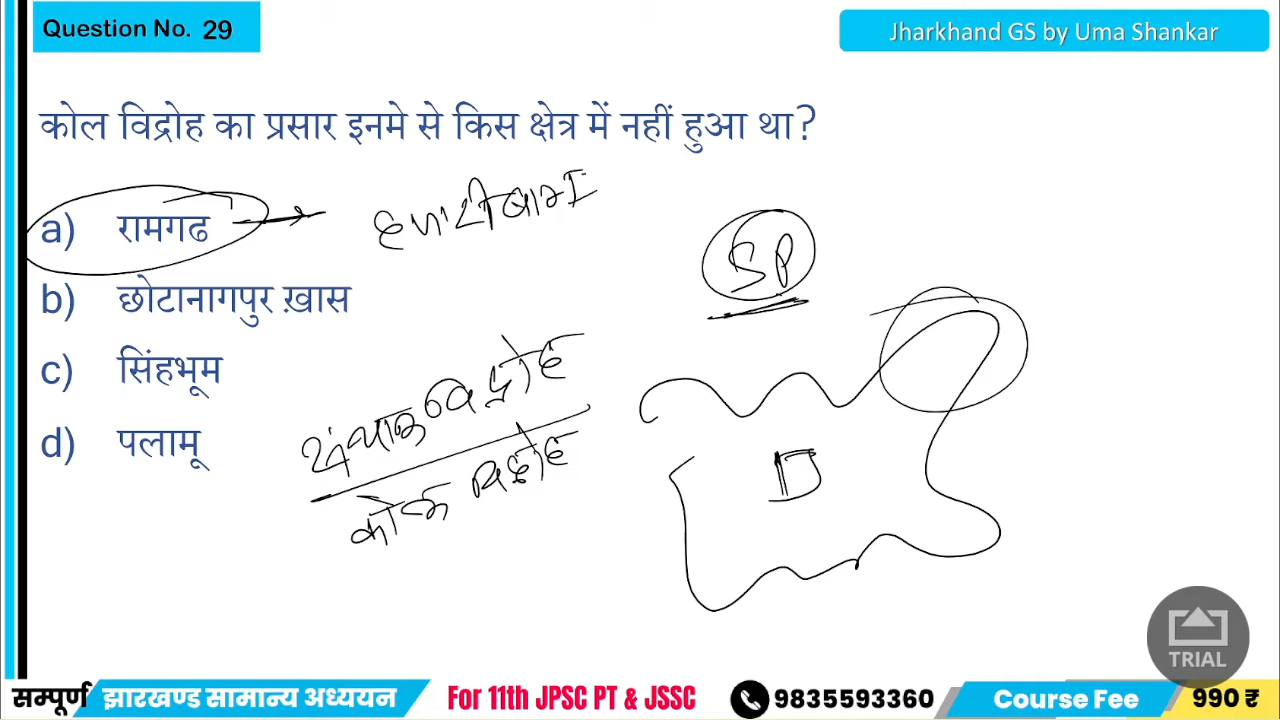 Question No. 29
Jharkhand GS by Uma Shankar
कोल विद्रोह का प्रसार इनमे से किस क्षेत्र में नहीं हुआ था?
a) रामगढ
हजारीबाग
b) छोटानागपुर ख़ास
c) सिंहभूम
d) पलामू
SP
संथाल विद्रोह
कोल विद्रोह
D
TRIAL
सम्पूर्ण झारखण्ड सामान्य अध्ययन For 11th JPSC PT & JSSC 9835593360 Course Fee 990 ₹